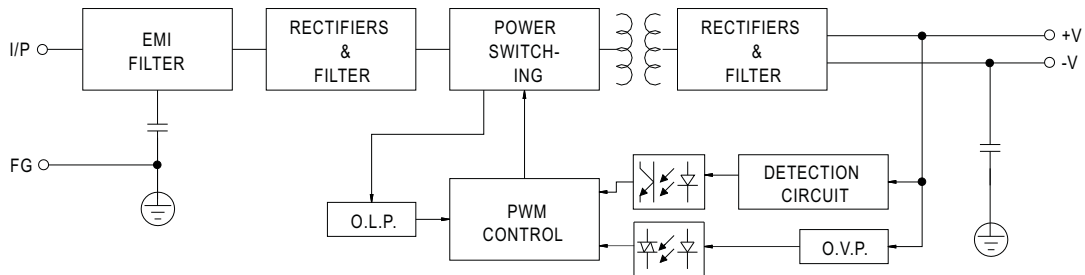 I/P
EMI
FILTER
RECTIFIERS
&
FILTER
POWER
SWITCH-
ING
RECTIFIERS
&
FILTER
+V
-V
FG
O.L.P.
PWM
CONTROL
DETECTION
CIRCUIT
O.V.P.